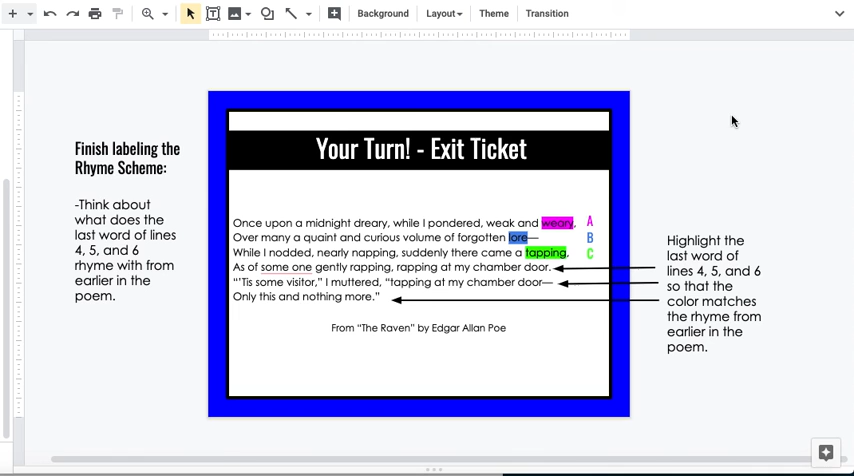 Background Layout Theme Transition
Your Turn! - Exit Ticket
Finish labeling the
Rhyme Scheme:
-Think about
what does the
last word of lines
4, 5, and 6
rhyme with from
earlier in the
poem.
Once upon a midnight dreary, while I pondered, weak and weary, A
Over many a quaint and curious volume of forgotten lore— B
While I nodded, nearly napping, suddenly there came a tapping, C
As of some one gently rapping, rapping at my chamber door.
“’Tis some visitor,” I muttered, “tapping at my chamber door—
Only this and nothing more.”
From “The Raven” by Edgar Allan Poe
Highlight the
last word of
lines 4, 5, and 6
so that the
color matches
the rhyme from
earlier in the
poem.